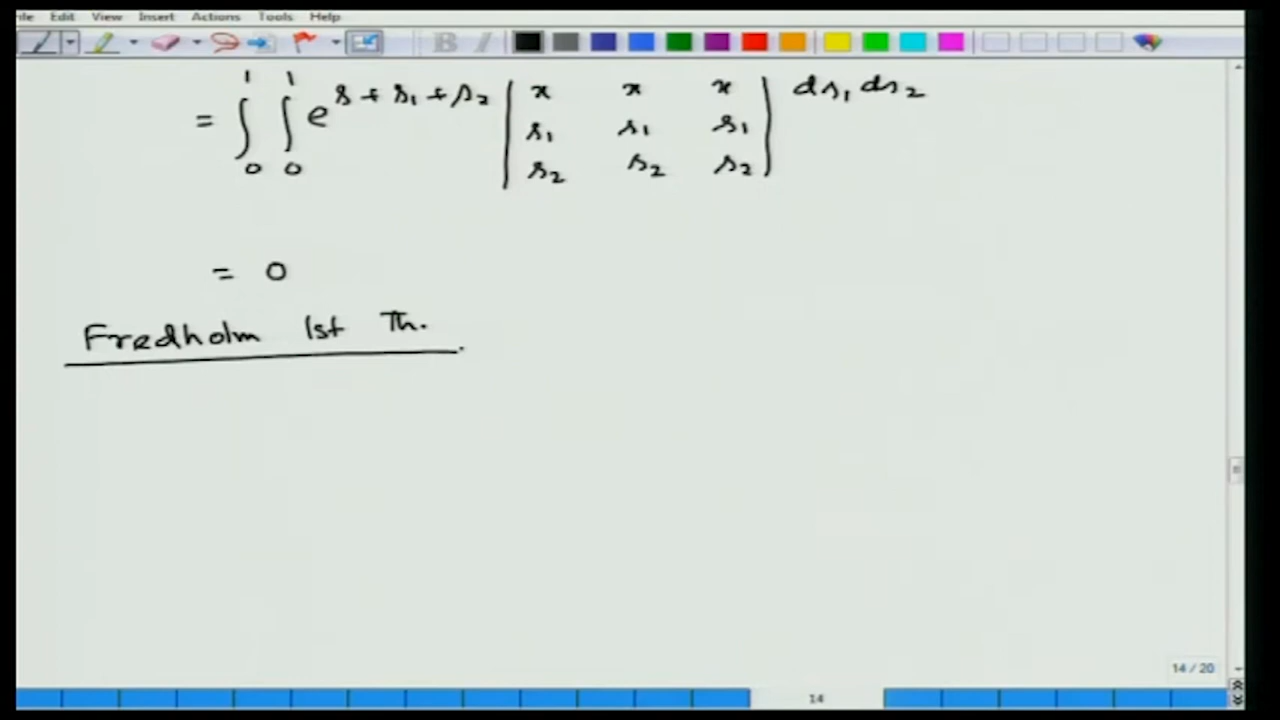 File Edit View Insert Actions Tools Help
= ∫₀¹ ∫₀¹ e^{s + s₁ + s₂} | x x x | ds₁ ds₂
s₁ s₁ s₁
s₂ s₂ s₂
= 0
Fredholm 1st Th.
14 / 20
14